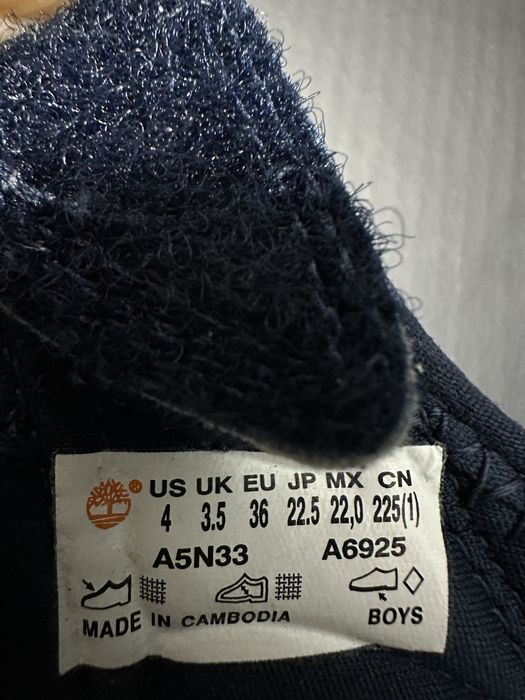 ® US UK EU JP MX CN
4 3.5 36 22.5 22,0 225(1)
A5N33 A6925
MADE IN CAMBODIA BOYS